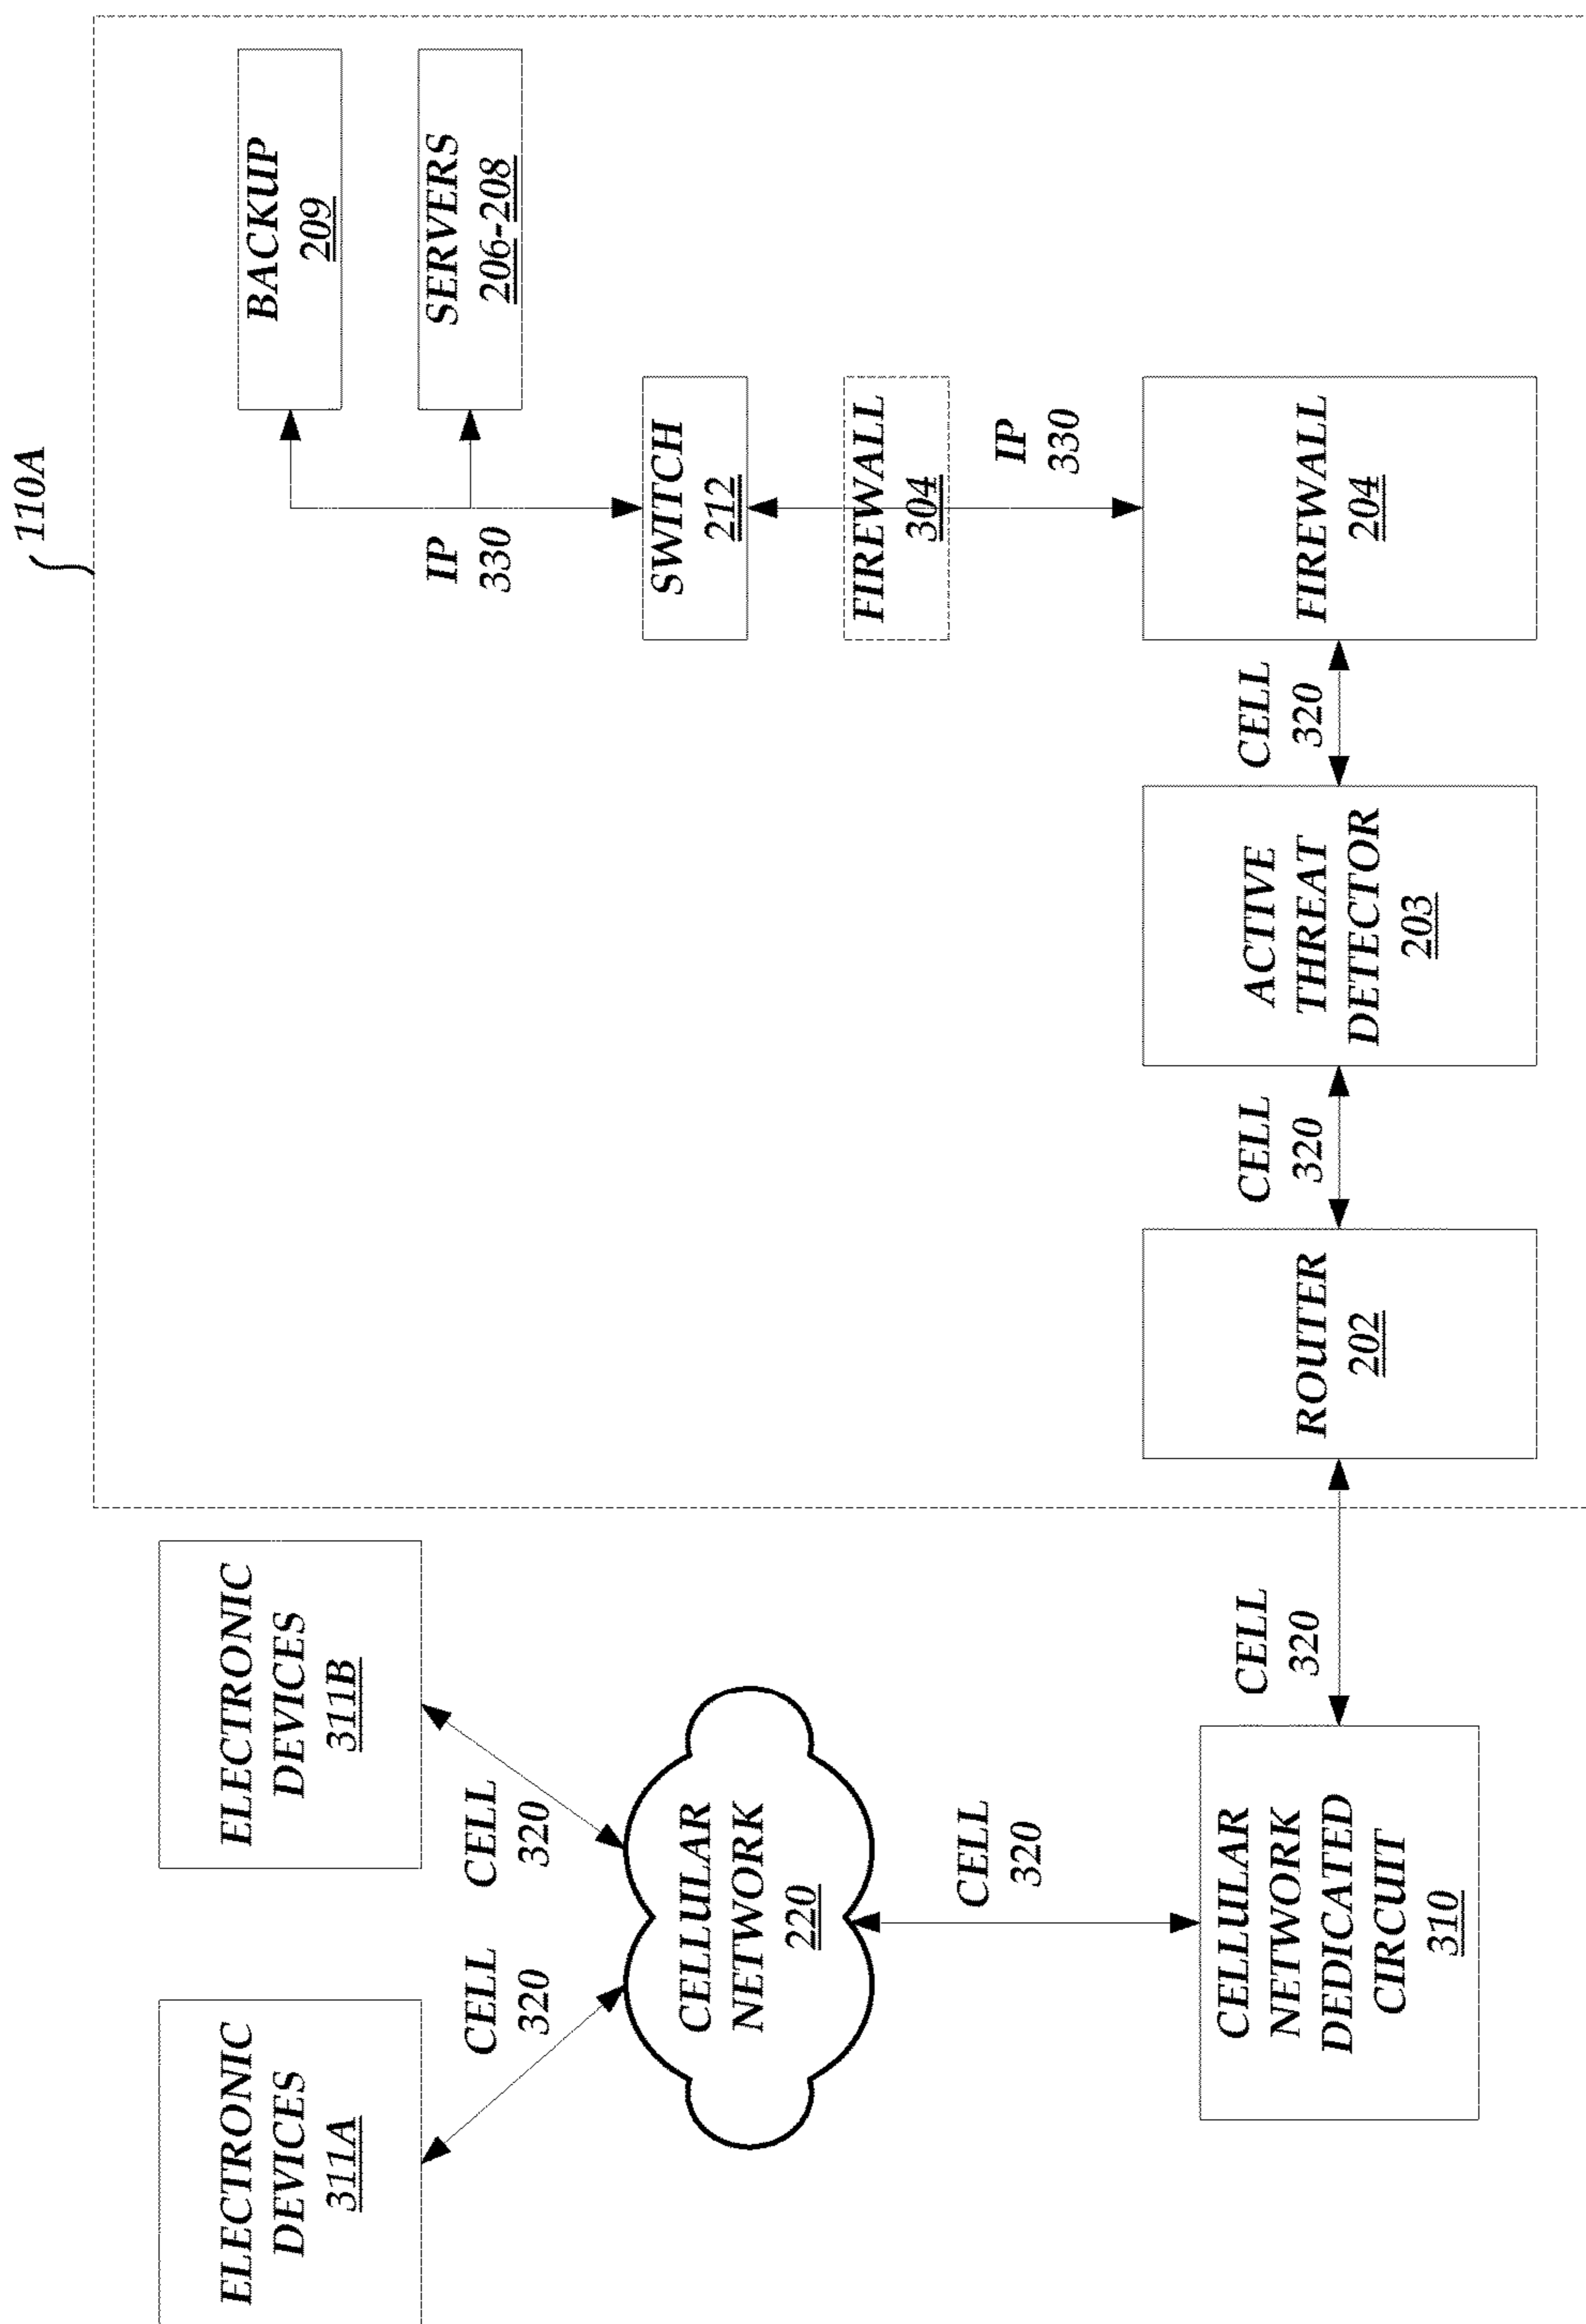 110A
ELECTRONIC
DEVICES
311A
ELECTRONIC
DEVICES
311B
CELL
320
CELL
320
CELLULAR
NETWORK
220
CELL
320
CELLULAR
NETWORK
DEDICATED
CIRCUIT
310
CELL
320
ROUTER
202
CELL
320
ACTIVE
THREAT
DETECTOR
203
CELL
320
FIREWALL
204
IP
330
FIREWALL
304
SWITCH
212
IP
330
SERVERS
206-208
BACKUP
209